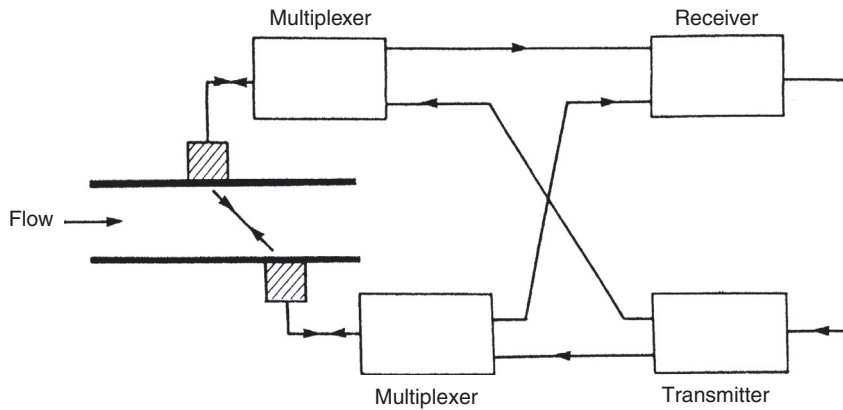 Multiplexer
Receiver
Flow
Multiplexer
Transmitter